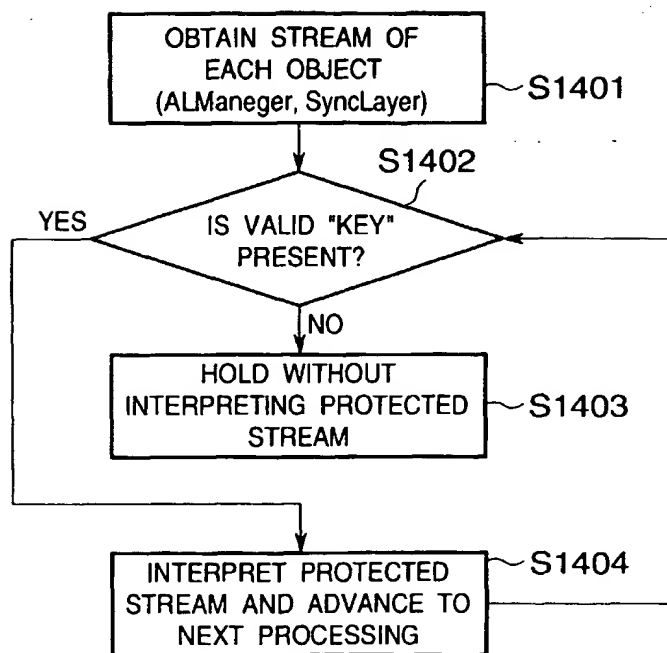 OBTAIN STREAM OF
EACH OBJECT
(ALManeger, SyncLayer)
S1401
S1402
YES
IS VALID "KEY"
PRESENT?
NO
HOLD WITHOUT
INTERPRETING PROTECTED
STREAM
S1403
INTERPRET PROTECTED
STREAM AND ADVANCE TO
NEXT PROCESSING
S1404